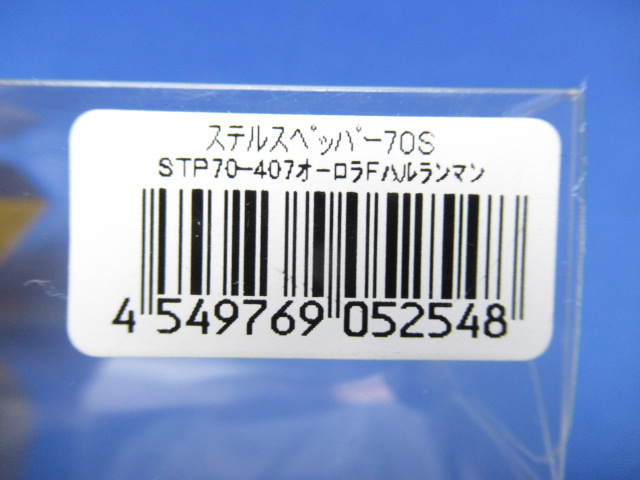 ｽﾃﾙｽﾍﾟｯﾊﾟｰ70S
STP70-407ｵｰﾛﾗFﾊﾙﾗﾝﾏﾝ
4 549769 052548